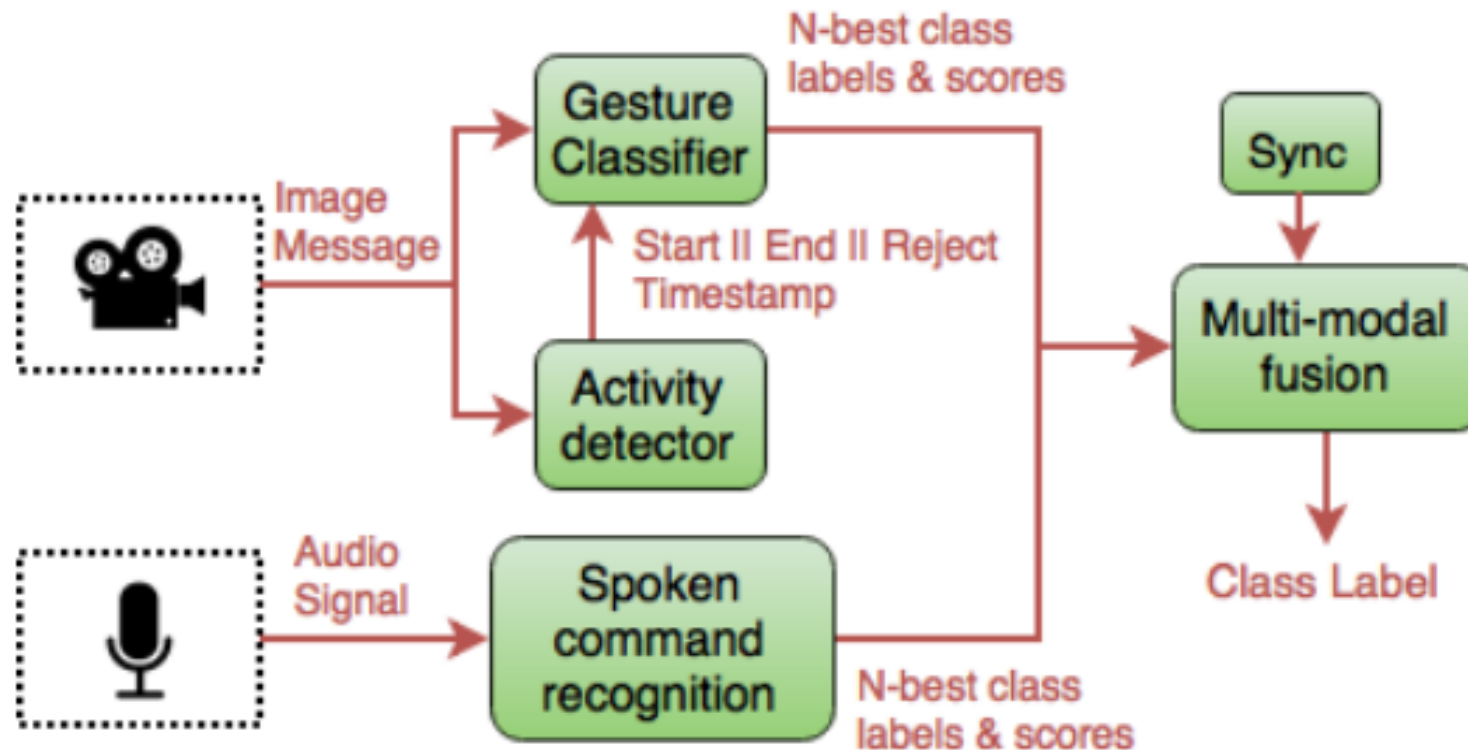 N-best class
labels & scores
Gesture
Classifier
Sync
Image
Message
Start II End II Reject
Timestamp
Multi-modal
fusion
Activity
detector
Audio
Signal
Spoken
command
recognition
Class Label
N-best class
labels & scores